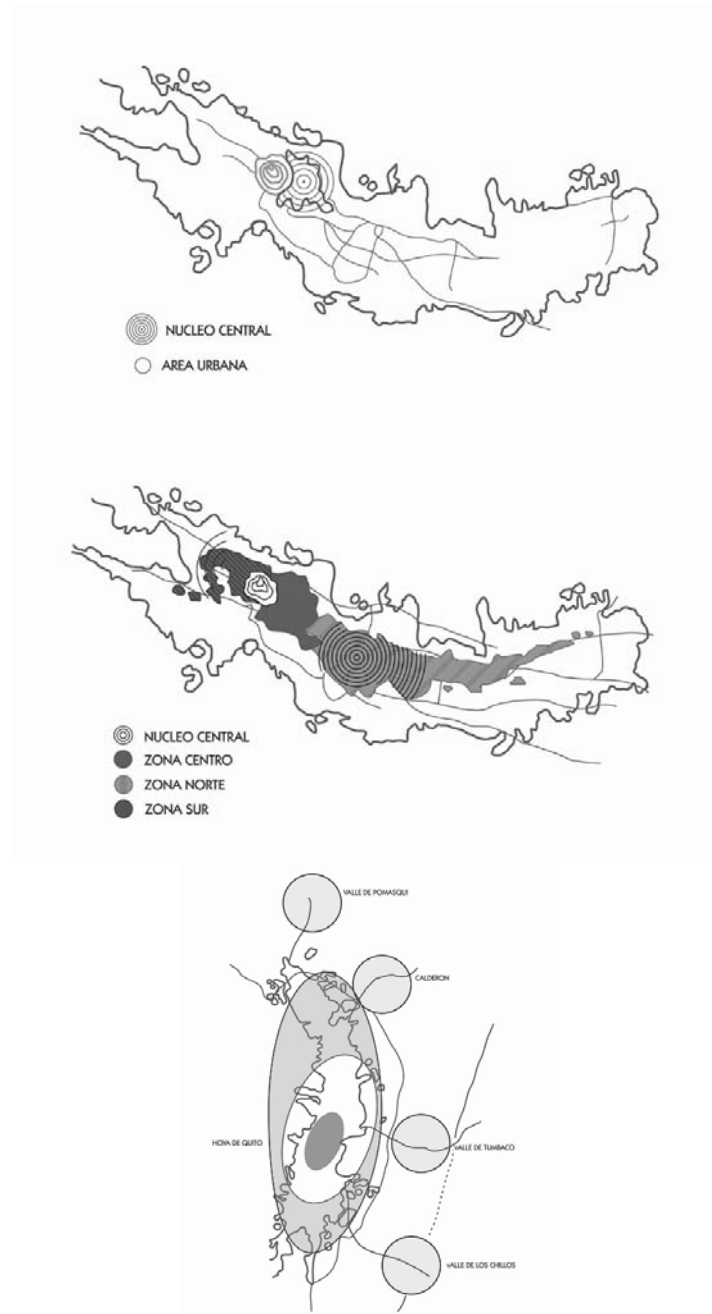 NUCLEO CENTRAL
AREA URBANA
NUCLEO CENTRAL
ZONA CENTRO
ZONA NORTE
ZONA SUR
VALLE DE POMASQUI
CALDERON
HOYA DE QUITO
VALLE DE TUMBACO
VALLE DE LOS CHILLOS